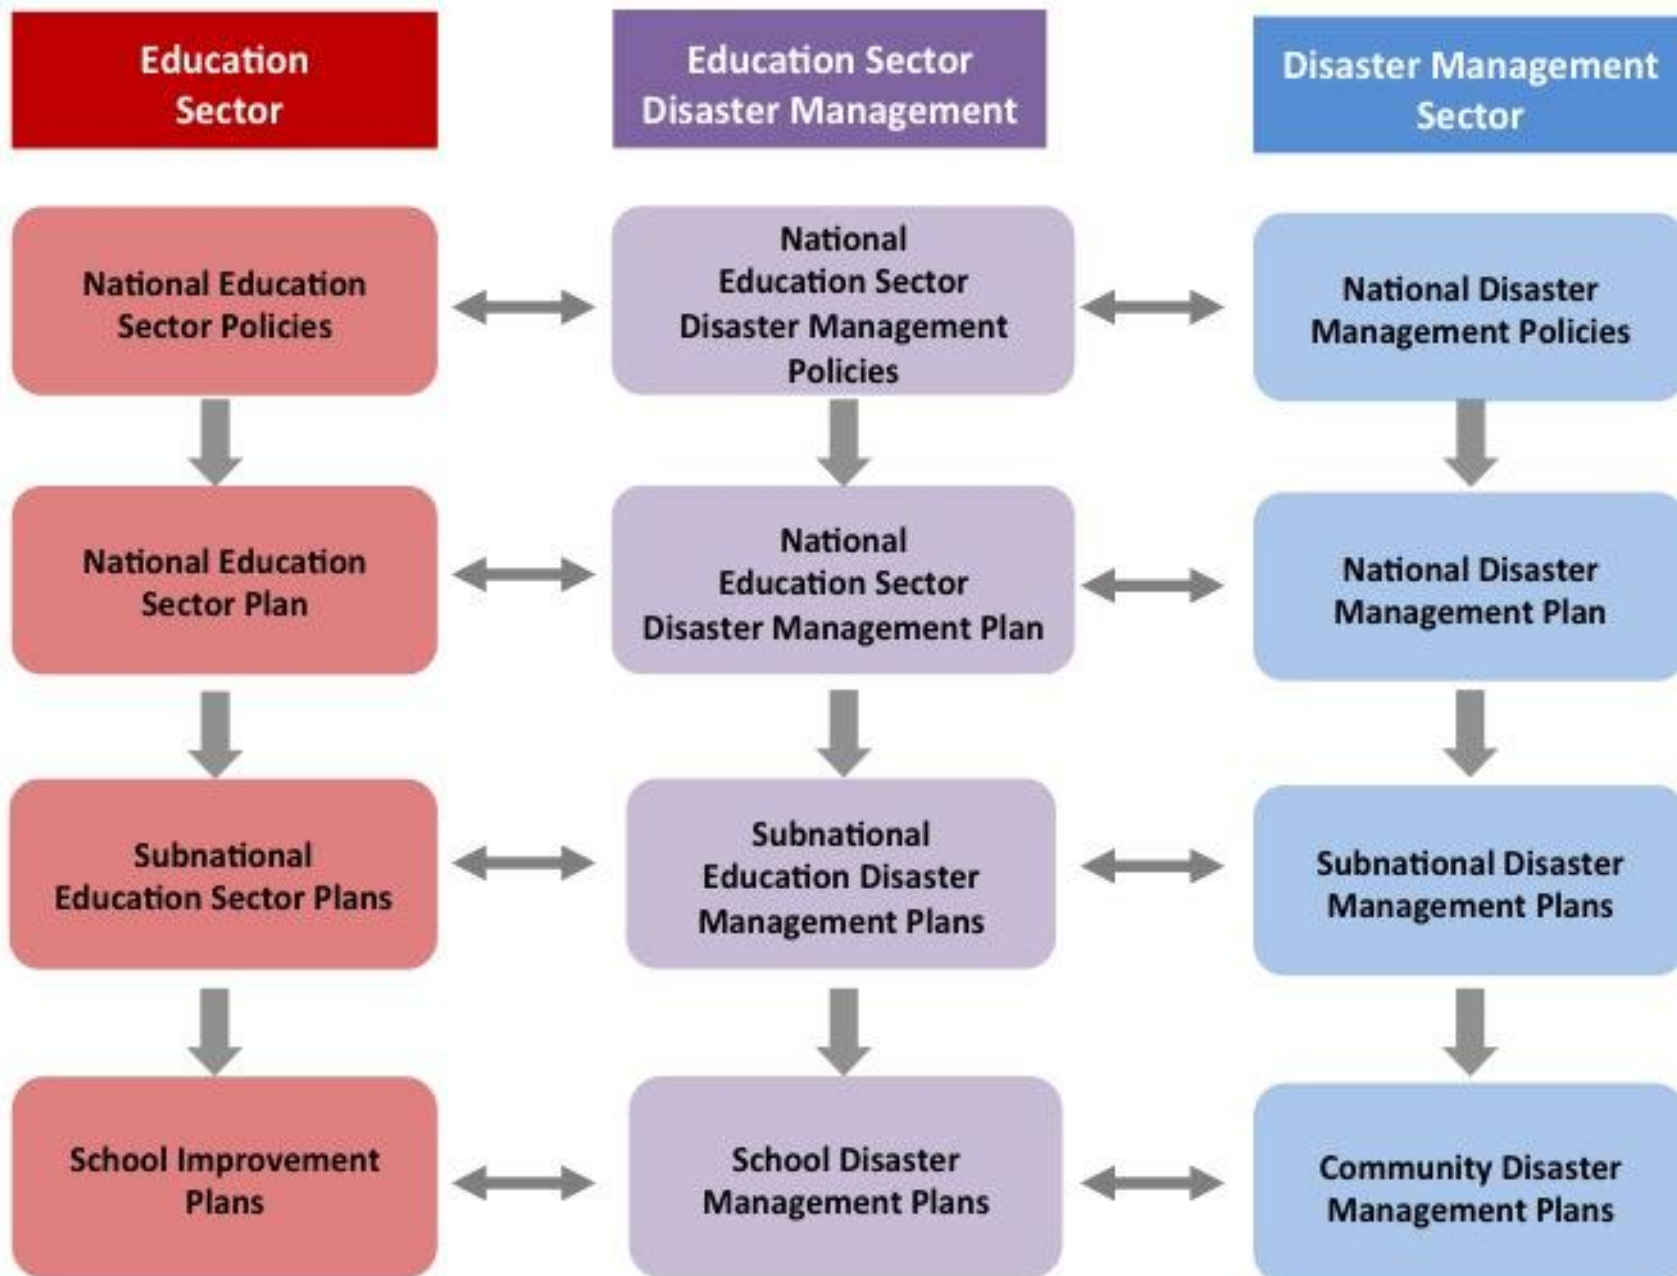 Education
Sector
Education Sector
Disaster Management
Disaster Management
Sector
National Education
Sector Policies
National
Education Sector
Disaster Management
Policies
National Disaster
Management Policies
National Education
Sector Plan
National
Education Sector
Disaster Management Plan
National Disaster
Management Plan
Subnational
Education Sector Plans
Subnational
Education Disaster
Management Plans
Subnational Disaster
Management Plans
School Improvement
Plans
School Disaster
Management Plans
Community Disaster
Management Plans